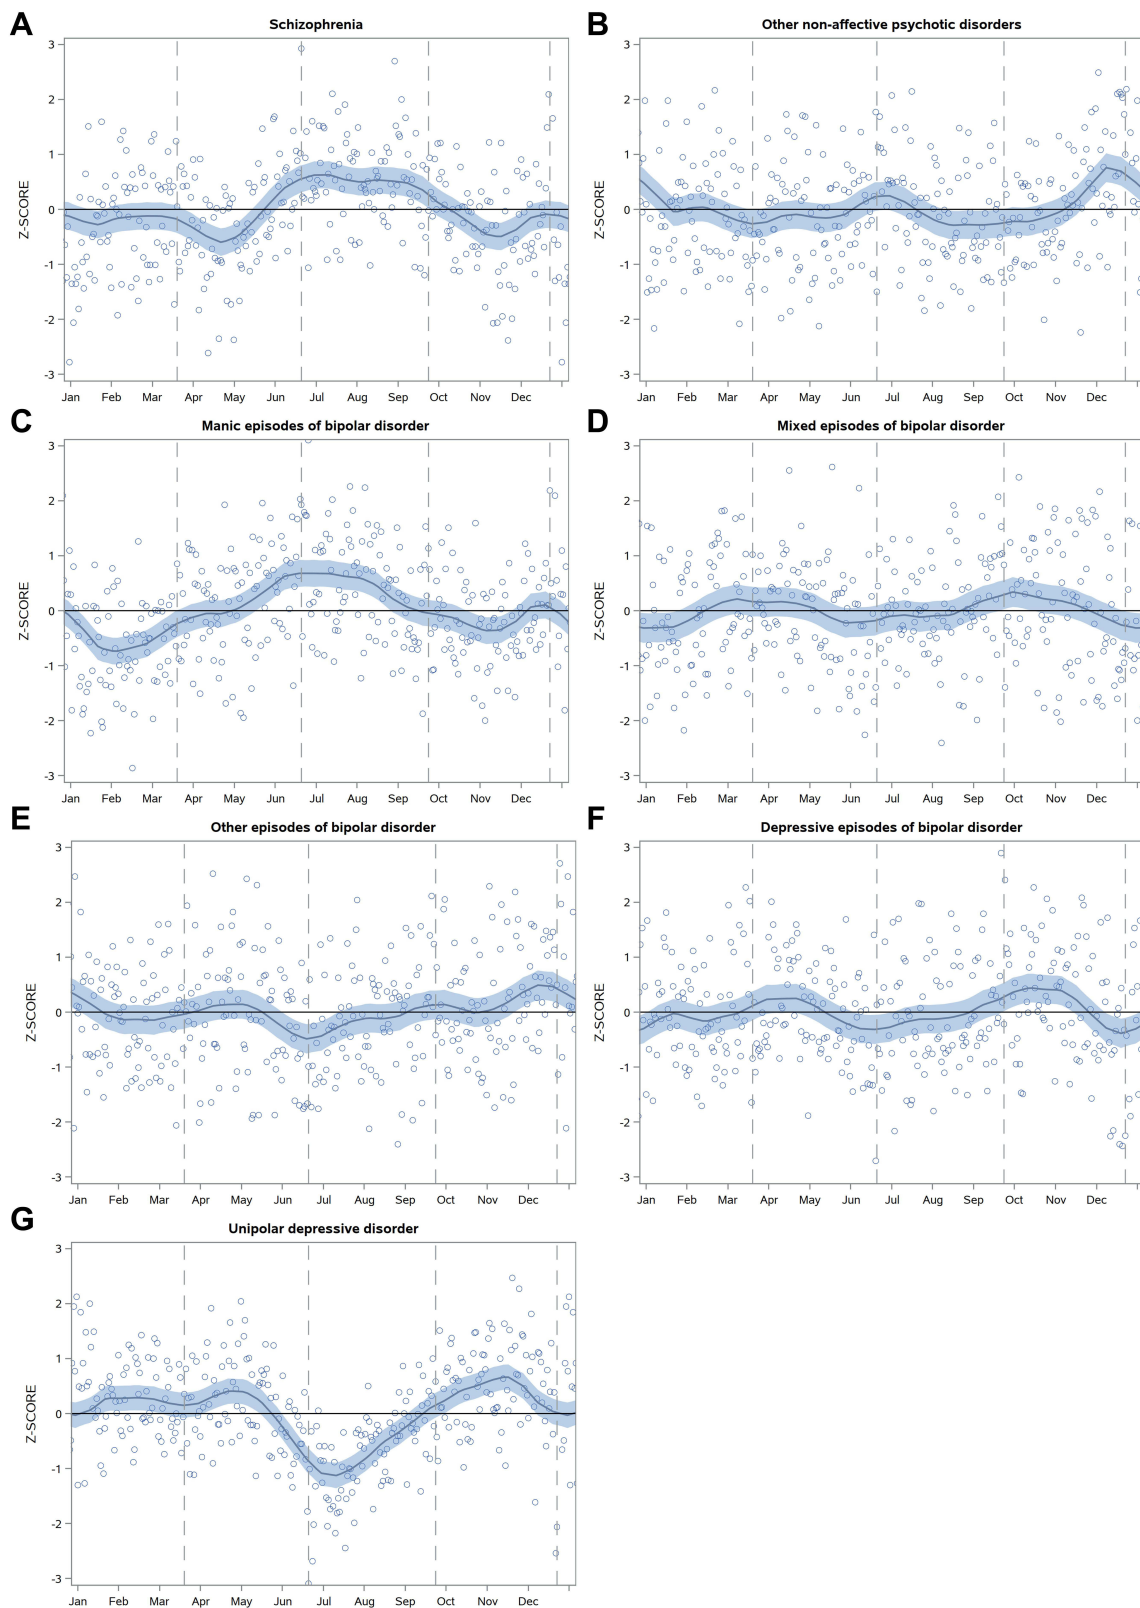 A
Schizophrenia
3
2
1
0
-1
-2
-3
Z-SCORE
Jan Feb Mar Apr May Jun Jul Aug Sep Oct Nov Dec
B
Other non-affective psychotic disorders
3
2
1
0
-1
-2
-3
Z-SCORE
Jan Feb Mar Apr May Jun Jul Aug Sep Oct Nov Dec
C
Manic episodes of bipolar disorder
3
2
1
0
-1
-2
-3
Z-SCORE
Jan Feb Mar Apr May Jun Jul Aug Sep Oct Nov Dec
D
Mixed episodes of bipolar disorder
3
2
1
0
-1
-2
-3
Z-SCORE
Jan Feb Mar Apr May Jun Jul Aug Sep Oct Nov Dec
E
Other episodes of bipolar disorder
3
2
1
0
-1
-2
-3
Z-SCORE
Jan Feb Mar Apr May Jun Jul Aug Sep Oct Nov Dec
F
Depressive episodes of bipolar disorder
3
2
1
0
-1
-2
-3
Z-SCORE
Jan Feb Mar Apr May Jun Jul Aug Sep Oct Nov Dec
G
Unipolar depressive disorder
3
2
1
0
-1
-2
-3
Z-SCORE
Jan Feb Mar Apr May Jun Jul Aug Sep Oct Nov Dec